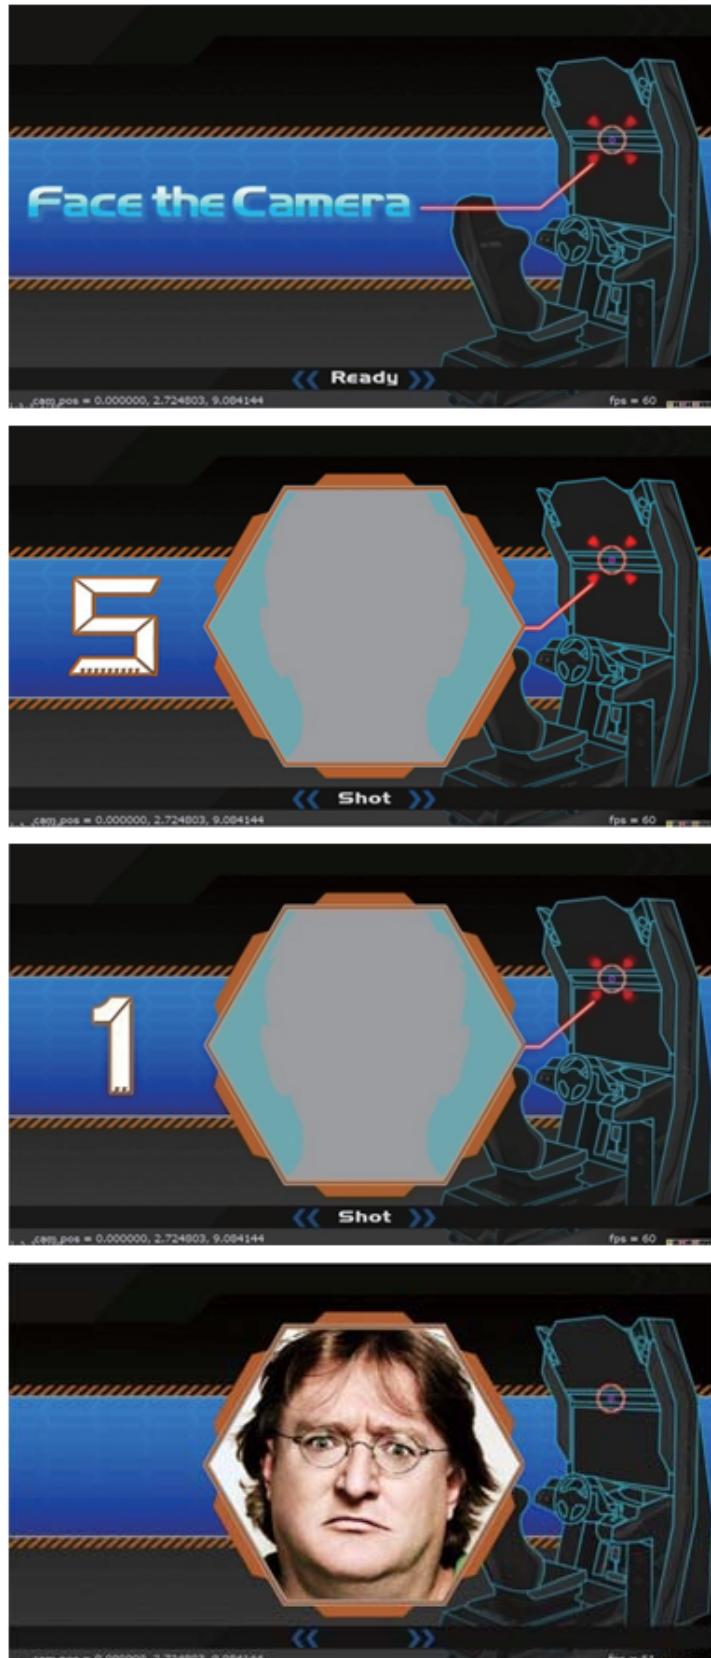 Face the Camera
Ready
cam pos = 0.000000, 2.724803, 9.084144
fps = 60
5
Shot
cam pos = 0.000000, 2.724803, 9.084144
fps = 60
1
Shot
cam pos = 0.000000, 2.724803, 9.084144
fps = 60